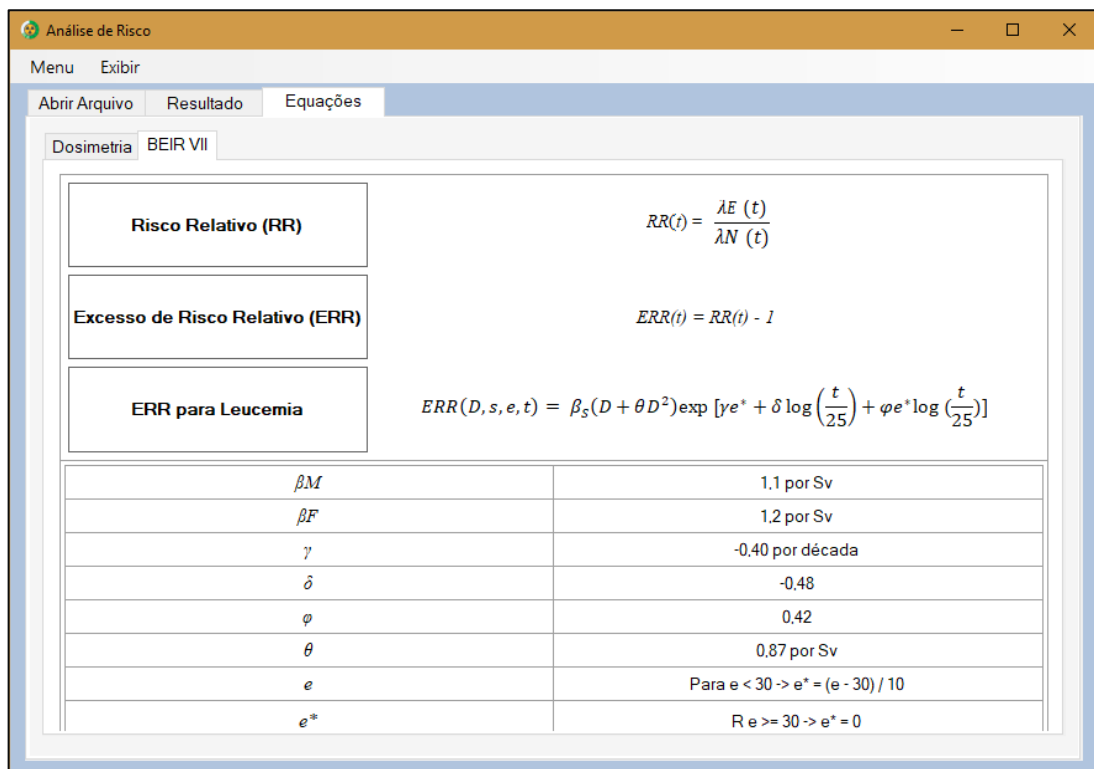 Análise de Risco
Menu Exibir
Abrir Arquivo Resultado Equações
Dosimetria BEIR VII
Risco Relativo (RR) RR(t) = λE (t) / λN (t)
Excesso de Risco Relativo (ERR) ERR(t) = RR(t) - 1
ERR para Leucemia ERR(D, s, e, t) = β_S(D + θD²)exp [γe* + δ log(t/25) + φe*log (t/25)]
βM 1,1 por Sv
βF 1,2 por Sv
γ -0,40 por década
δ -0,48
φ 0,42
θ 0,87 por Sv
e Para e < 30 -> e* = (e - 30) / 10
e* R e >= 30 -> e* = 0